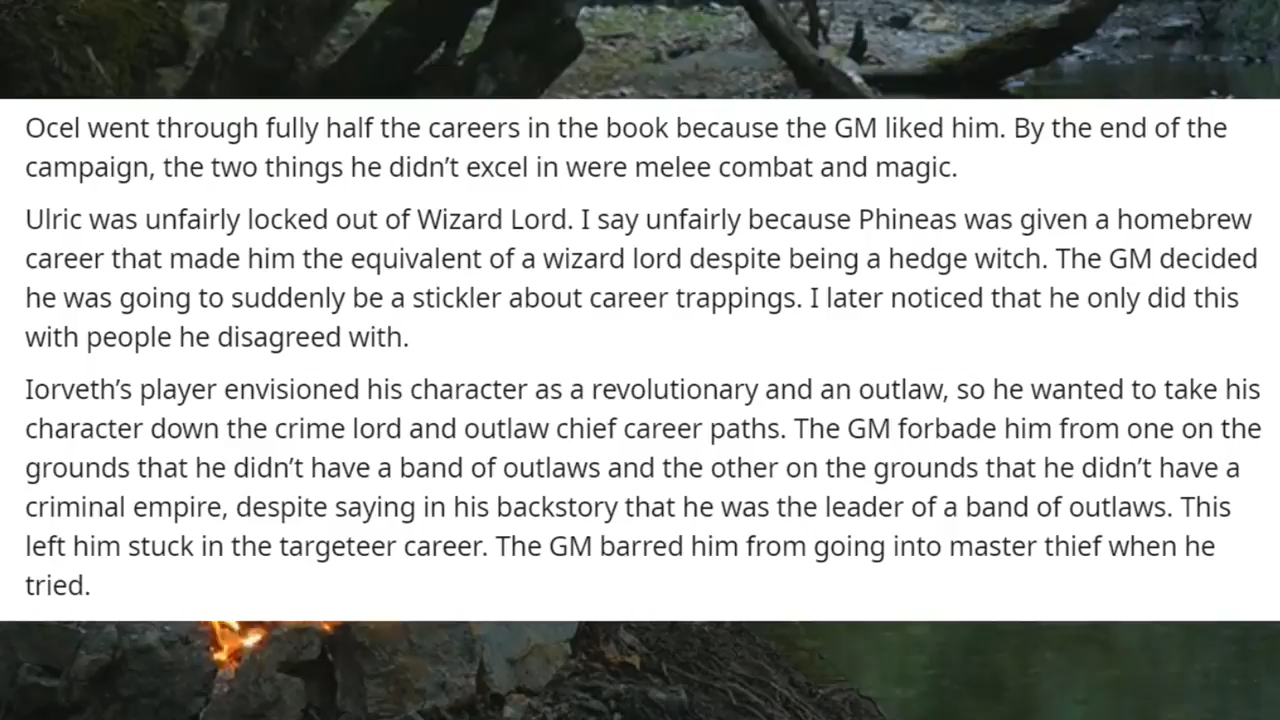 Ocel went through fully half the careers in the book because the GM liked him. By the end of the
campaign, the two things he didn’t excel in were melee combat and magic.
Ulric was unfairly locked out of Wizard Lord. I say unfairly because Phineas was given a homebrew
career that made him the equivalent of a wizard lord despite being a hedge witch. The GM decided
he was going to suddenly be a stickler about career trappings. I later noticed that he only did this
with people he disagreed with.
Iorveth’s player envisioned his character as a revolutionary and an outlaw, so he wanted to take his
character down the crime lord and outlaw chief career paths. The GM forbade him from one on the
grounds that he didn’t have a band of outlaws and the other on the grounds that he didn’t have a
criminal empire, despite saying in his backstory that he was the leader of a band of outlaws. This
left him stuck in the targeteer career. The GM barred him from going into master thief when he
tried.